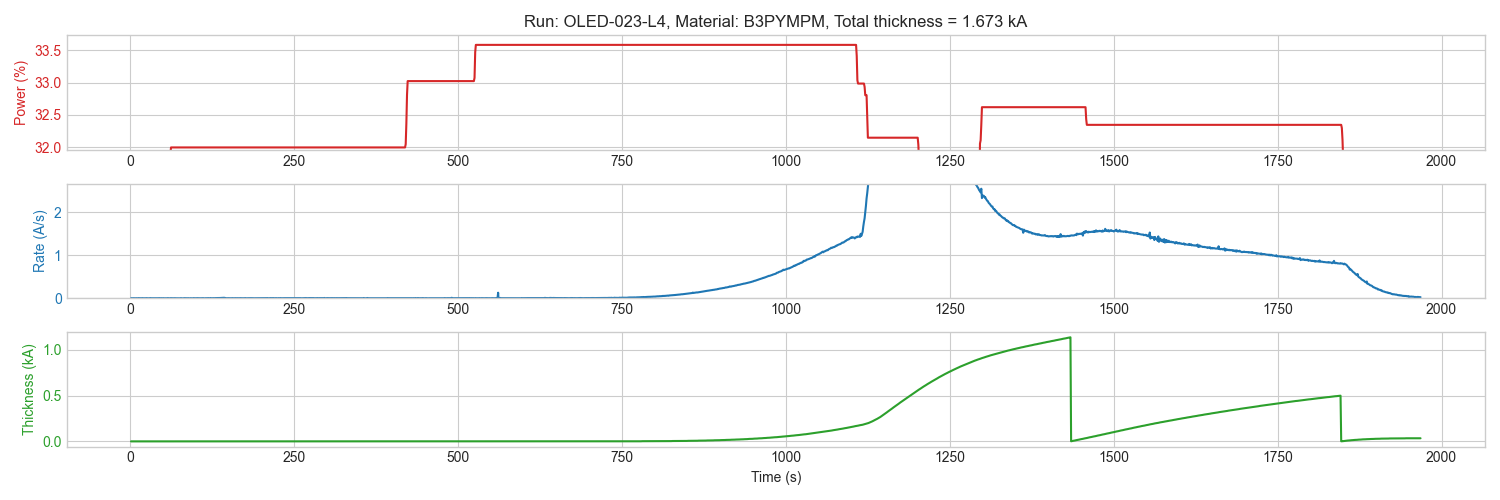 Run: OLED-023-L4, Material: B3PYMPM, Total thickness = 1.673 kA
Power (%)
33.5
33.0
32.5
32.0
0 250 500 750 1000 1250 1500 1750 2000
Rate (A/s)
2
1
0
0 250 500 750 1000 1250 1500 1750 2000
Thickness (kA)
1.0
0.5
0.0
0 250 500 750 1000 1250 1500 1750 2000
Time (s)